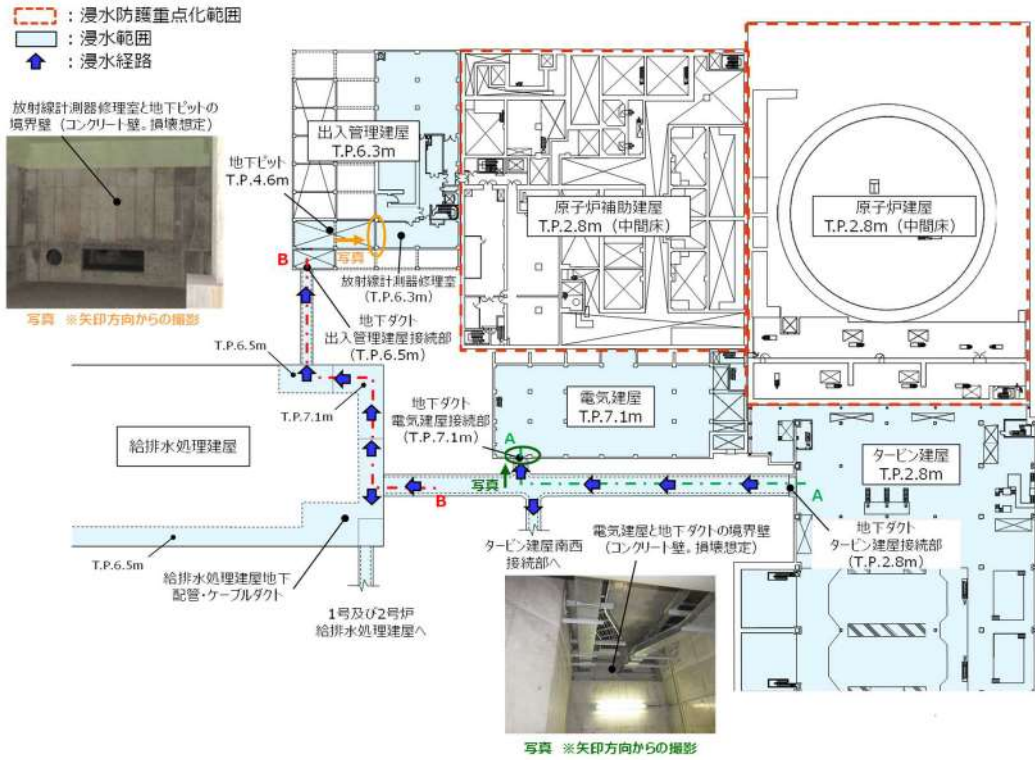 ：浸水防護重点化範囲
：浸水範囲
：浸水経路
放射線計測器修理室と地下ピットの
境界壁（コンクリート壁。損壊想定）
写真　※矢印方向からの撮影
出入管理建屋
T.P.6.3m
地下ピット
T.P.4.6m
写真
B
放射線計測器修理室
(T.P.6.3m)
地下ダクト
出入管理建屋接続部
(T.P.6.5m)
原子炉補助建屋
T.P.2.8m（中間床）
原子炉建屋
T.P.2.8m（中間床）
T.P.6.5m
T.P.7.1m
給排水処理建屋
地下ダクト
電気建屋接続部
(T.P.7.1m)
電気建屋
T.P.7.1m
A
写真
B
A
タービン建屋
T.P.2.8m
地下ダクト
タービン建屋接続部
(T.P.2.8m)
タービン建屋南西
接続部へ
電気建屋と地下ダクトの境界壁
（コンクリート壁。損壊想定）
T.P.6.5m
給排水処理建屋地下
配管・ケーブルダクト
1号及び2号炉
給排水処理建屋へ
写真　※矢印方向からの撮影